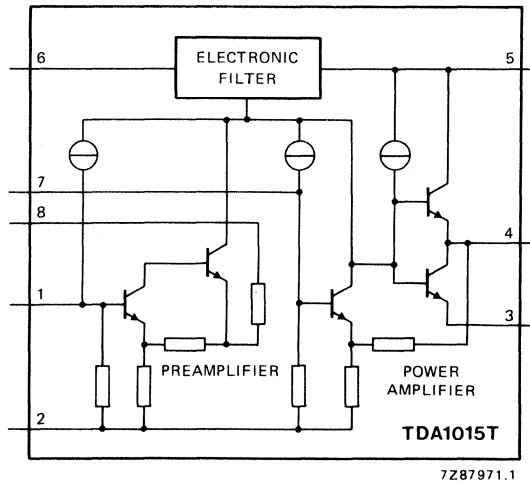 6
ELECTRONIC
FILTER
5
7
8
4
1
3
PREAMPLIFIER
POWER
AMPLIFIER
2
TDA1015T
7Z87971.1